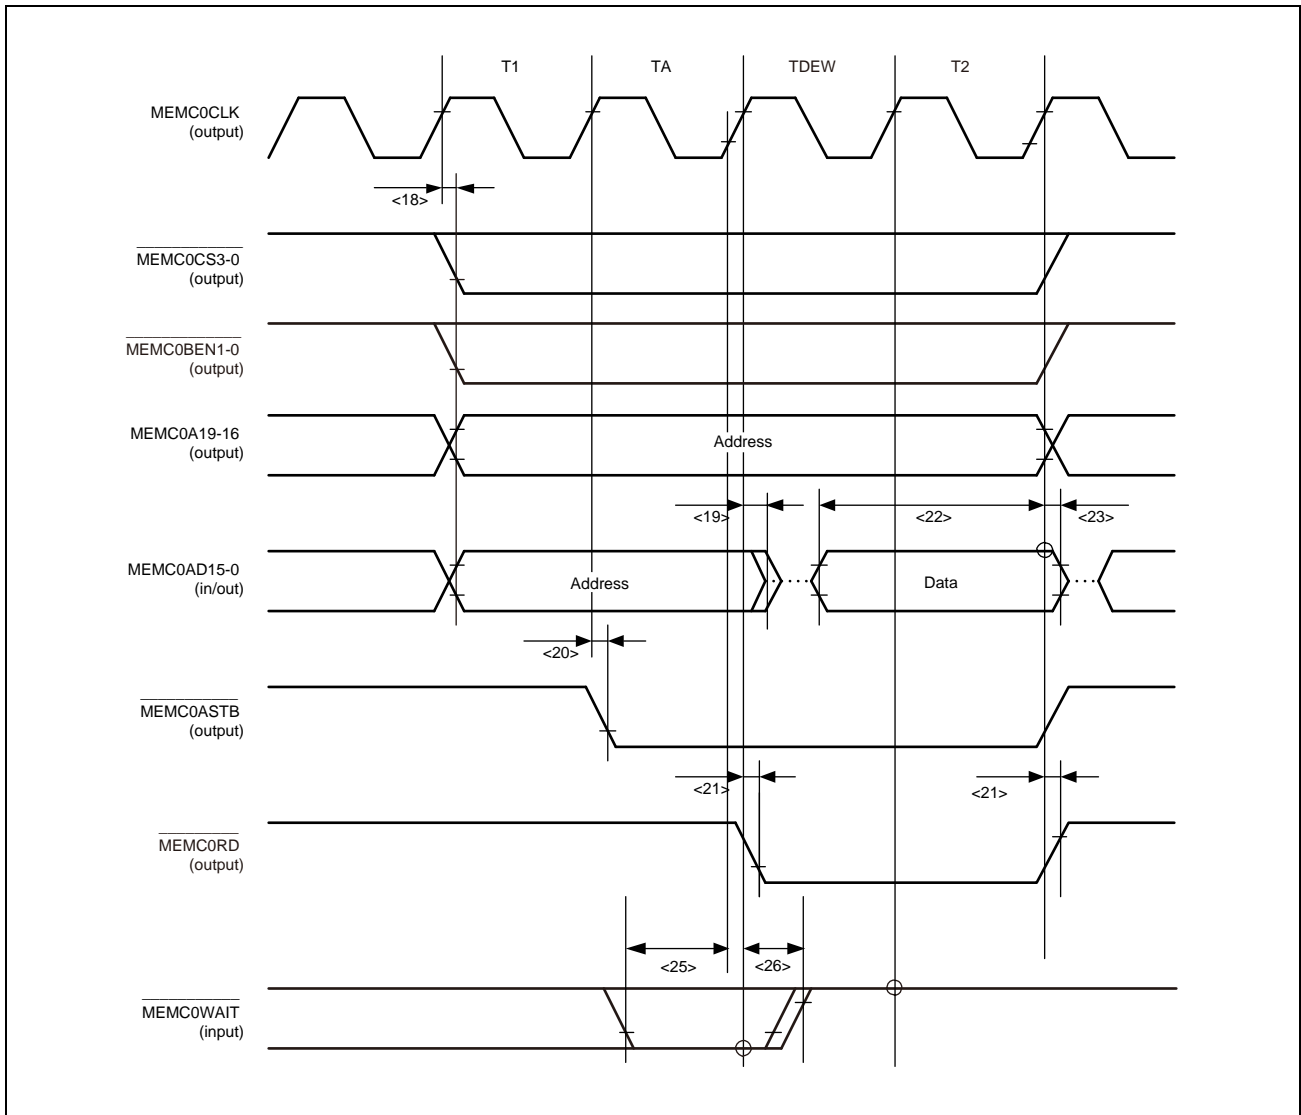 T1 TA TDEW T2
MEMC0CLK
(output)
<18>
MEMC0CS3-0
(output)
MEMC0BEN1-0
(output)
MEMC0A19-16
(output)
Address
<19> <22> <23>
MEMC0AD15-0
(in/out)
Address Data
<20>
MEMC0ASTB
(output)
<21> <21>
MEMC0RD
(output)
<25> <26>
MEMC0WAIT
(input)